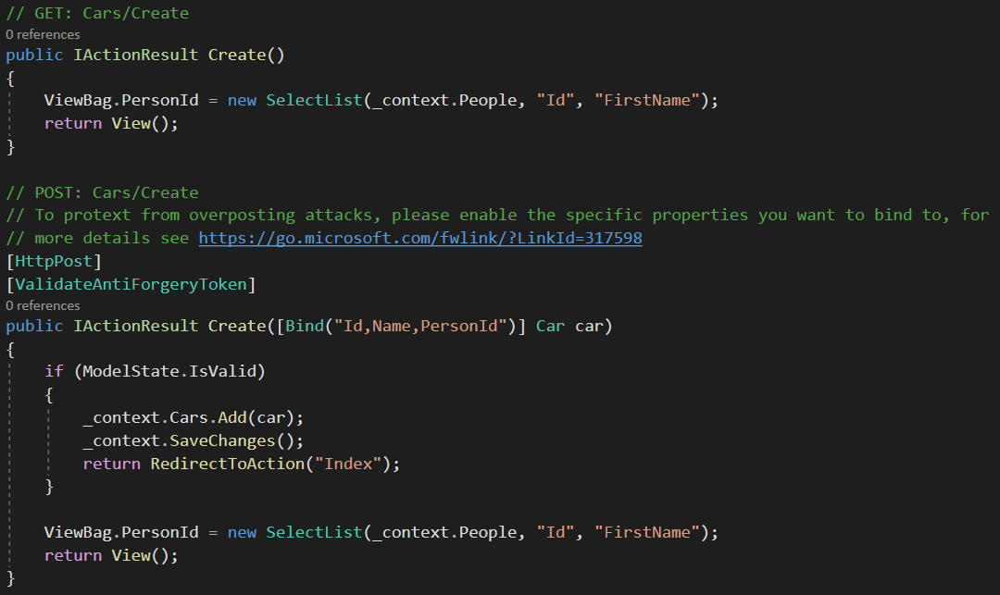 // GET: Cars/Create
0 references
public IActionResult Create()
{
    ViewBag.PersonId = new SelectList(_context.People, "Id", "FirstName");
    return View();
}
// POST: Cars/Create
// To protext from overposting attacks, please enable the specific properties you want to bind to, for
// more details see https://go.microsoft.com/fwlink/?LinkId=317598
[HttpPost]
[ValidateAntiForgeryToken]
0 references
public IActionResult Create([Bind("Id,Name,PersonId")] Car car)
{
    if (ModelState.IsValid)
    {
        _context.Cars.Add(car);
        _context.SaveChanges();
        return RedirectToAction("Index");
    }
    ViewBag.PersonId = new SelectList(_context.People, "Id", "FirstName");
    return View();
}